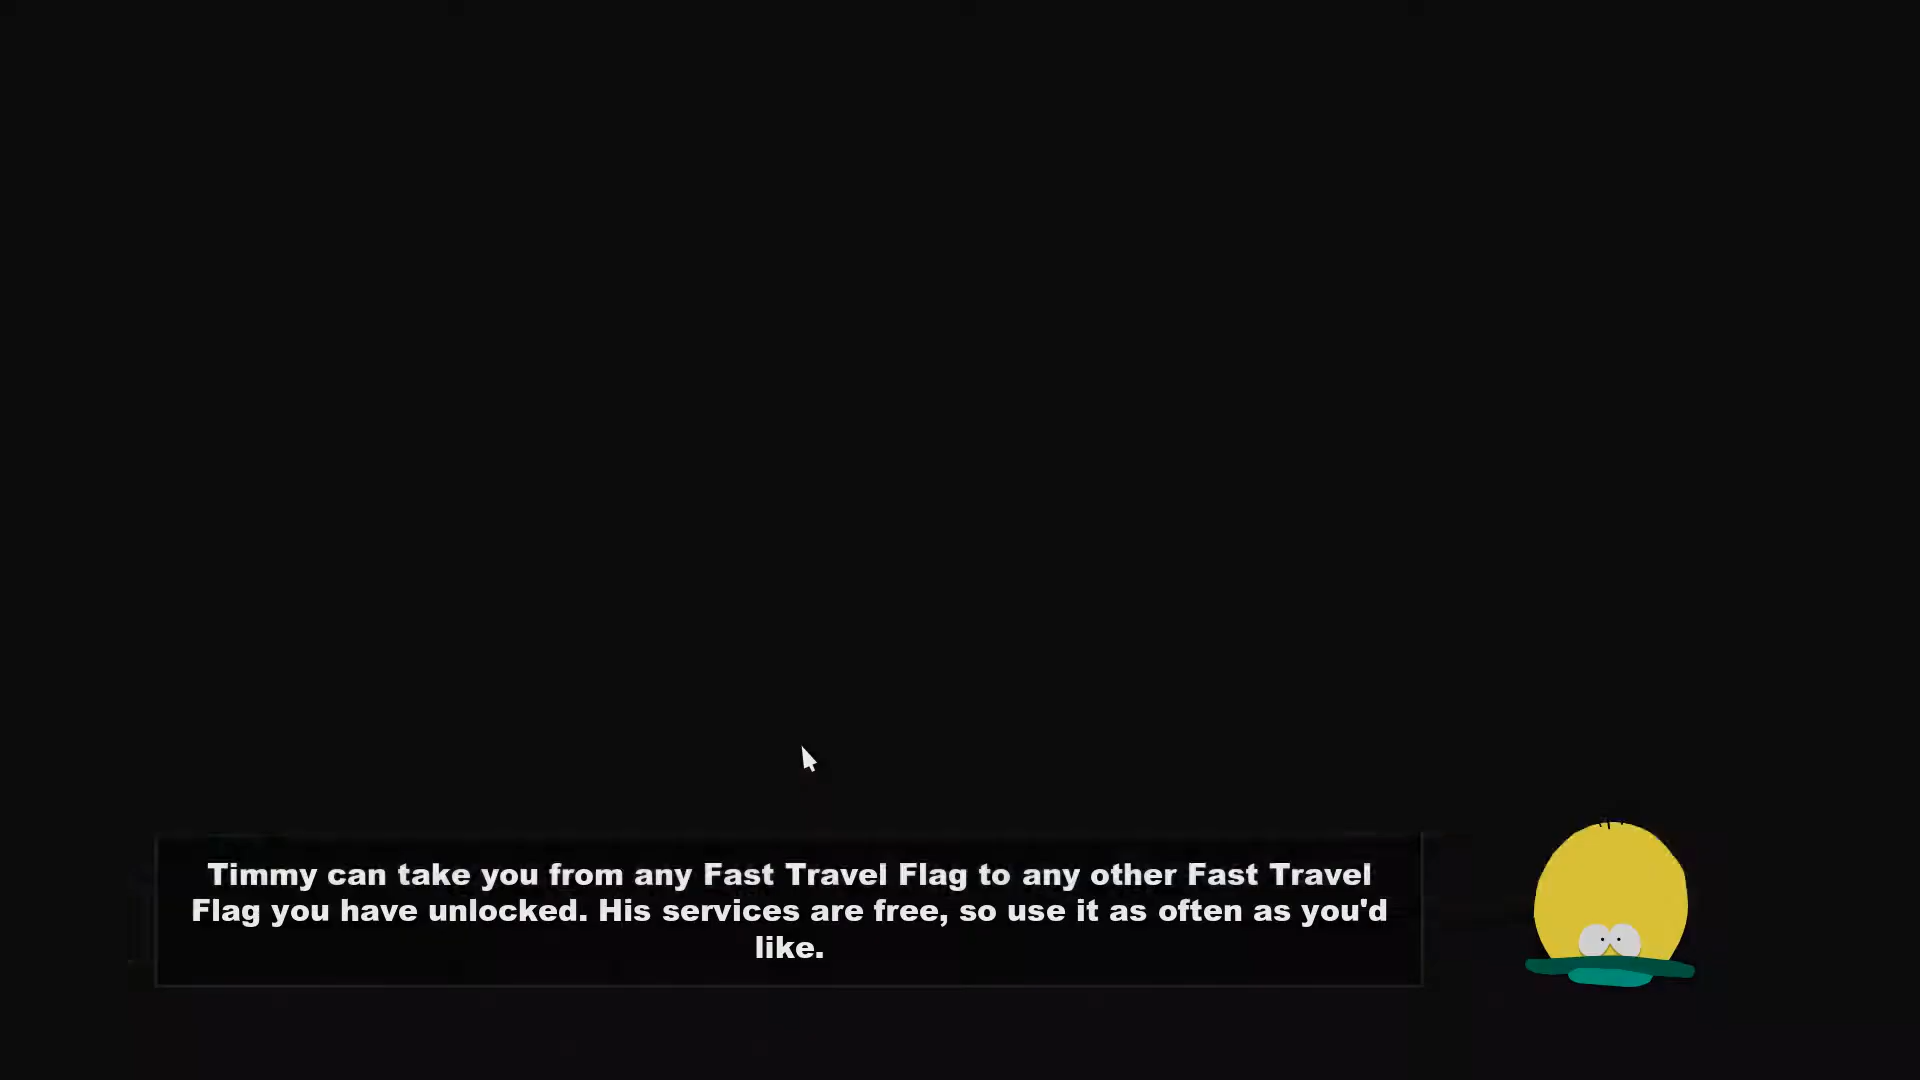 Timmy can take you from any Fast Travel Flag to any other Fast Travel
Flag you have unlocked. His services are free, so use it as often as you'd
like.